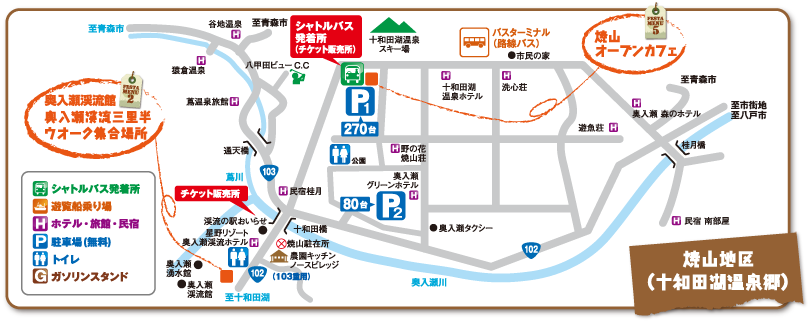 至青森市
谷地温泉
至青森市
猿倉温泉
八甲田ビューC.C
蔦温泉旅館
通天橋
蔦川
103
FESTA MENU 2
奥入瀬渓流館
奥入瀬渓流三里半
ウオーク集合場所
シャトルバス
発着所
(チケット販売所)
十和田湖温泉
スキー場
バスターミナル
(路線バス)
市民の家
FESTA MENU 5
焼山
オープンカフェ
P1
270台
公園
十和田湖
温泉ホテル
洗心荘
野の花
焼山荘
奥入瀬
グリーンホテル
80台
P2
遊魚荘
奥入瀬 森のホテル
至青森市
至市街地
至八戸市
桂月橋
民宿 南部屋
チケット販売所
民宿桂月
渓流の駅おいらせ
星野リゾート
奥入瀬渓流ホテル
十和田橋
焼山駐在所
農園キッチン
ノースビレッジ
(103食用)
奥入瀬タクシー
102
奥入瀬
湧水館
奥入瀬
渓流館
102
至十和田湖
奥入瀬川
シャトルバス発着所
遊覧船乗り場
H ホテル・旅館・民宿
P 駐車場(無料)
トイレ
G ガソリンスタンド
焼山地区
(十和田湖温泉郷)